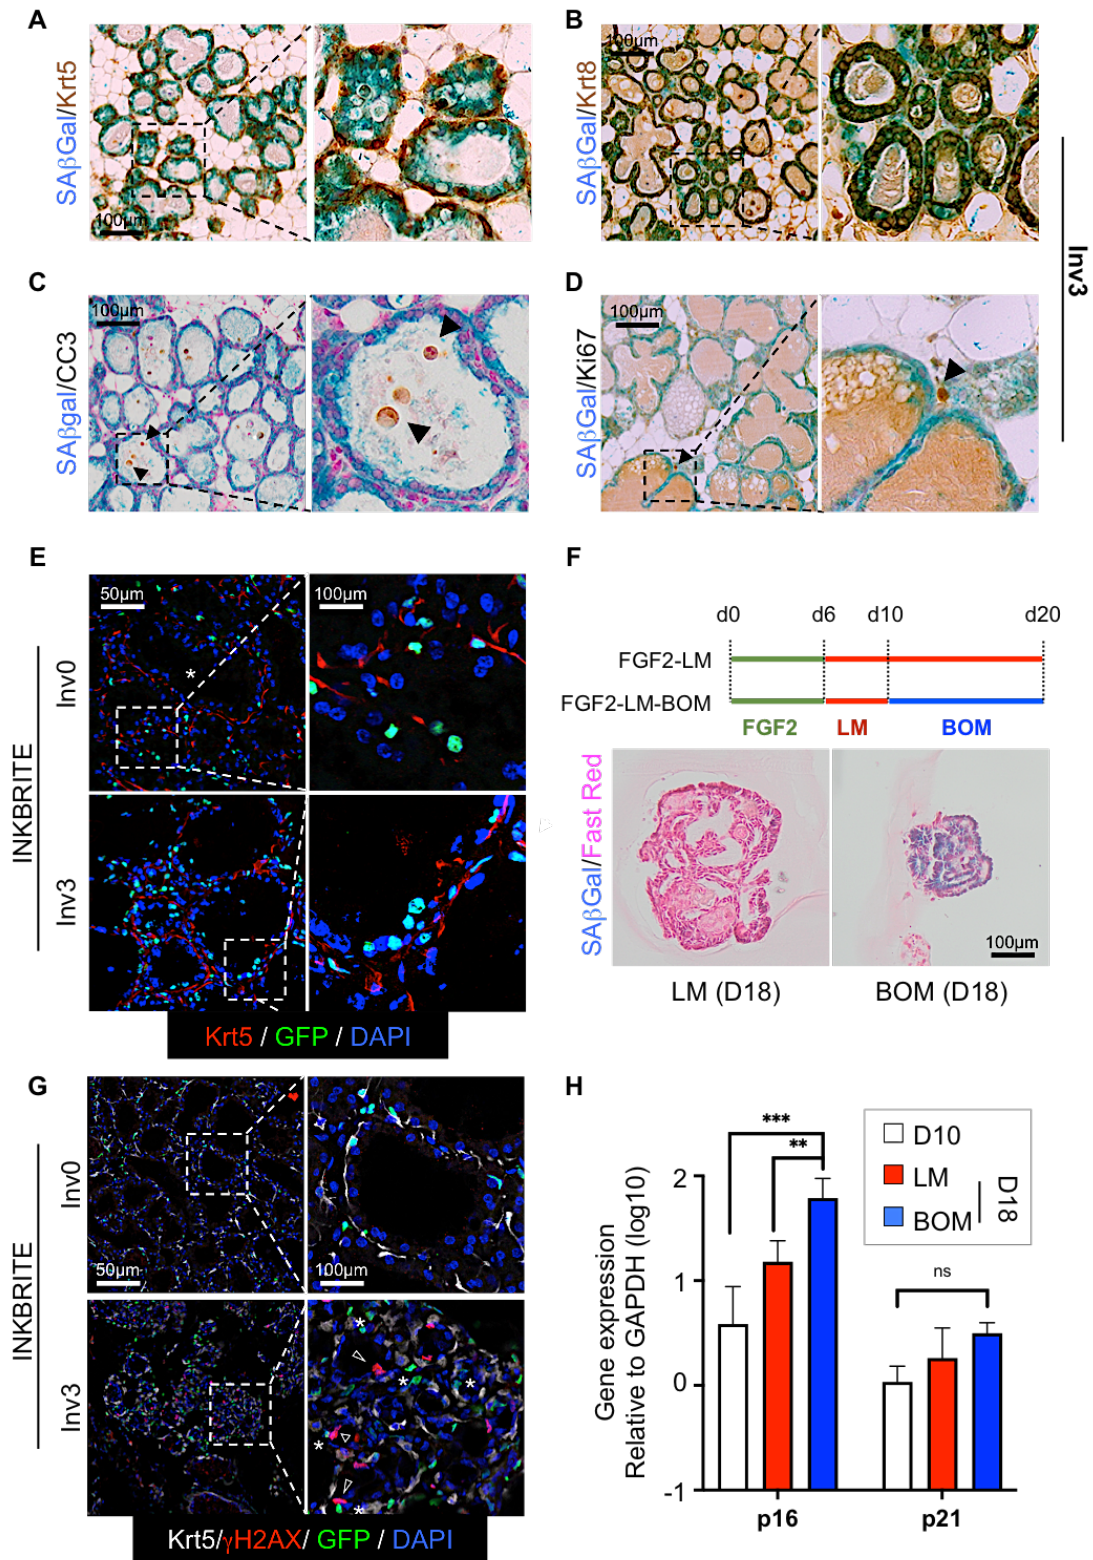 A
SAβGal/Krt5
100µm
B
SAβGal/Krt8
100µm
C
SAβgal/CC3
100µm
D
SAβGal/Ki67
100µm
Inv3
E
INKBRITE
Inv0
50µm
100µm
*
Inv3
Krt5 / GFP / DAPI
F
d0 d6 d10 d20
FGF2-LM
FGF2-LM-BOM
FGF2 LM BOM
SAβGal/Fast Red
100µm
LM (D18) BOM (D18)
G
INKBRITE
Inv0
50µm
100µm
Inv3
*
*
*
*
*
Krt5/γH2AX/ GFP / DAPI
H
Gene expression
Relative to GAPDH (log10)
2
1
0
-1
***
**
ns
D10
LM
BOM
D18
p16 p21